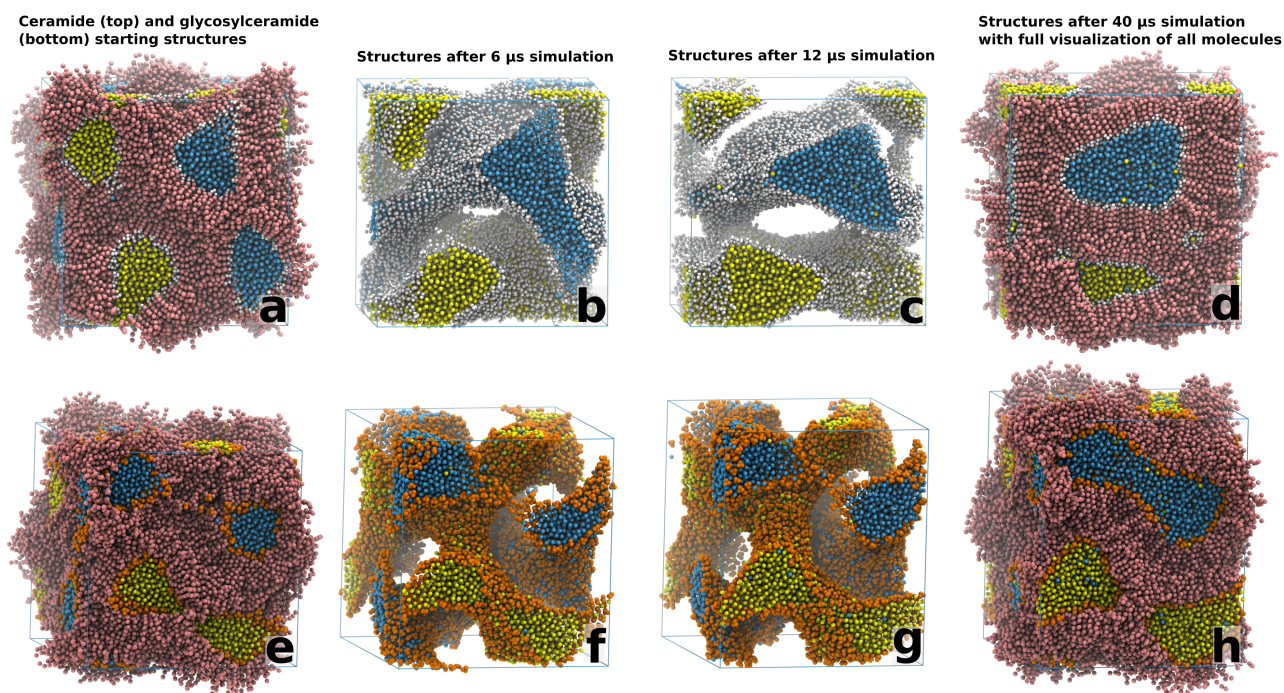 Ceramide (top) and glycosylceramide
(bottom) starting structures
Structures after 6 µs simulation
Structures after 12 µs simulation
Structures after 40 µs simulation
with full visualization of all molecules
a
b
c
d
e
f
g
h